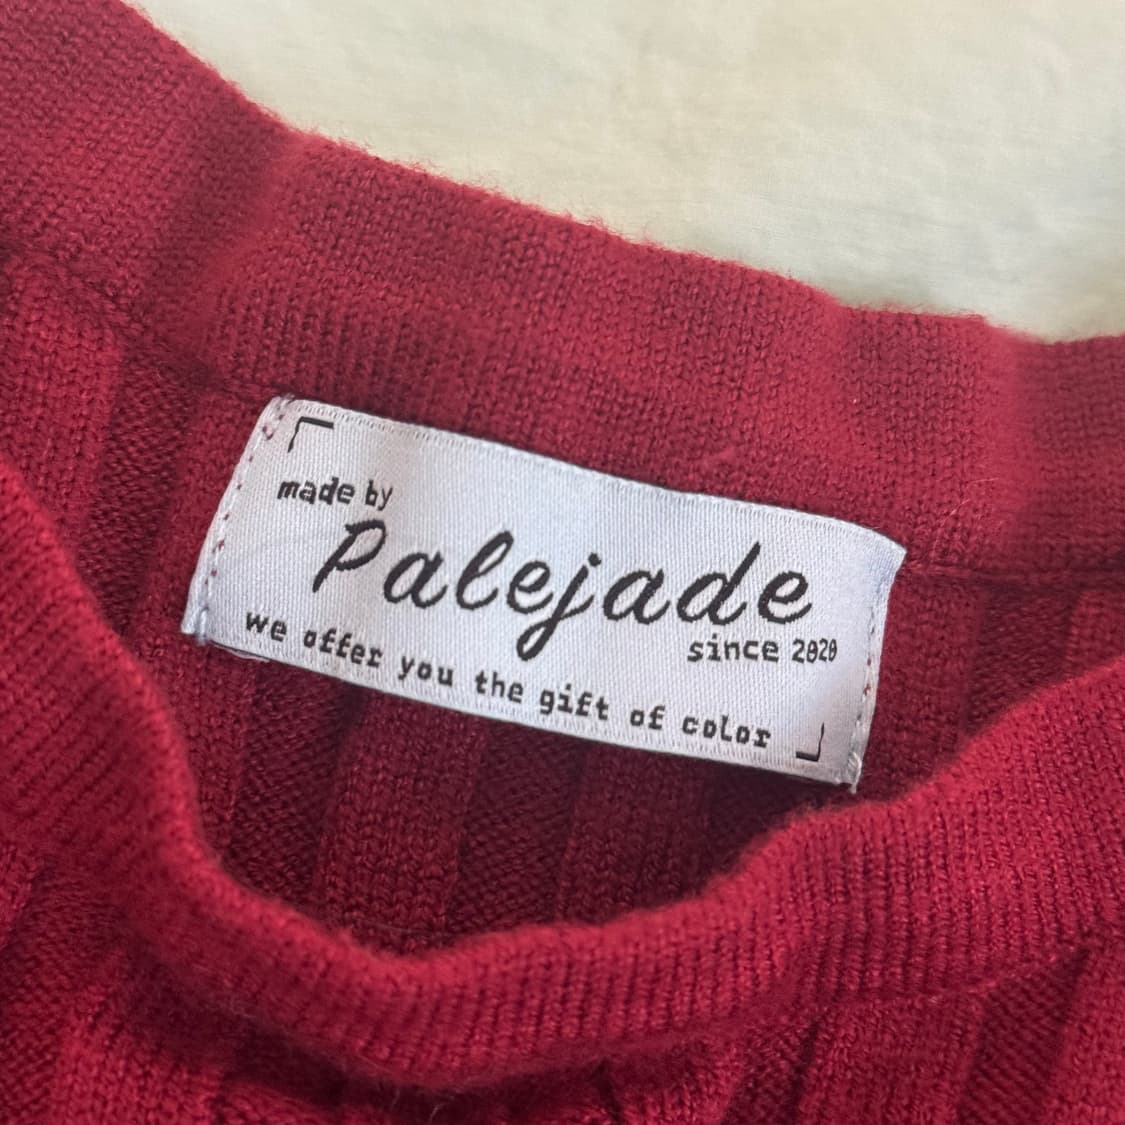 made by
Palejade
since 2020
we offer you the gift of color